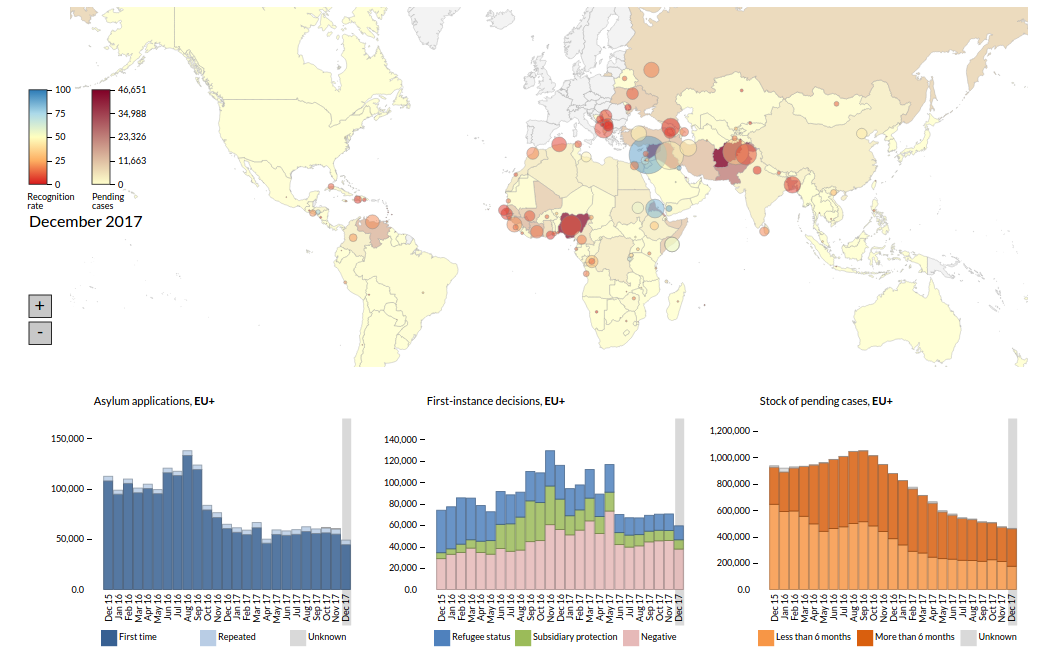 100 46,651
75 34,988
50 23,326
25 11,663
0 0
Recognition rate Pending cases
December 2017
+
-
Asylum applications, EU+
150,000
100,000
50,000
0.0
Dec 15 Jan 16 Feb 16 Mar 16 Apr 16 May 16 Jun 16 Jul 16 Aug 16 Sep 16 Oct 16 Nov 16 Dec 16 Jan 17 Feb 17 Mar 17 Apr 17 May 17 Jun 17 Jul 17 Aug 17 Sep 17 Oct 17 Nov 17 Dec 17
First time Repeated Unknown
First-instance decisions, EU+
140,000
120,000
100,000
80,000
60,000
40,000
20,000
0.0
Dec 15 Jan 16 Feb 16 Mar 16 Apr 16 May 16 Jun 16 Jul 16 Aug 16 Sep 16 Oct 16 Nov 16 Dec 16 Jan 17 Feb 17 Mar 17 Apr 17 May 17 Jun 17 Jul 17 Aug 17 Sep 17 Oct 17 Nov 17 Dec 17
Refugee status Subsidiary protection Negative
Stock of pending cases, EU+
1,200,000
1,000,000
800,000
600,000
400,000
200,000
0.0
Dec 15 Jan 16 Feb 16 Mar 16 Apr 16 May 16 Jun 16 Jul 16 Aug 16 Sep 16 Oct 16 Nov 16 Dec 16 Jan 17 Feb 17 Mar 17 Apr 17 May 17 Jun 17 Jul 17 Aug 17 Sep 17 Oct 17 Nov 17 Dec 17
Less than 6 months More than 6 months Unknown